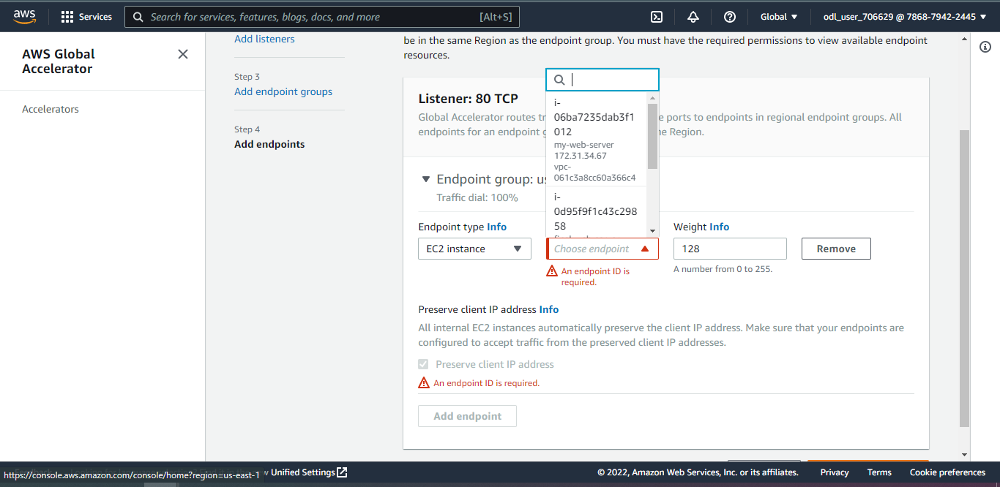 aws
Services
Search for services, features, blogs, docs, and more
[Alt+S]
Global
odl_user_706629 @ 7868-7942-2445
AWS Global
Accelerator
Accelerators
Add listeners
Step 3
Add endpoint groups
Step 4
Add endpoints
be in the same Region as the endpoint group. You must have the required permissions to view available endpoint
resources.
Listener: 80 TCP
Global Accelerator routes tr
e ports to endpoints in regional endpoint groups. All
endpoints for an endpoint g
ne Region.
i-
06ba7235dab3f1
012
my-web-server
172.31.34.67
vpc-
061c3a8cc60a366c4
i-
0d95f9f1c43c298
58
Endpoint group: us
Traffic dial: 100%
Endpoint type Info
EC2 instance
Choose endpoint
An endpoint ID is
required.
Weight Info
128
A number from 0 to 255.
Remove
Preserve client IP address Info
All internal EC2 instances automatically preserve the client IP address. Make sure that your endpoints are
configured to accept traffic from the preserved client IP addresses.
Preserve client IP address
An endpoint ID is required.
Add endpoint
https://console.aws.amazon.com/console/home?region=us-east-1
w Unified Settings
© 2022, Amazon Web Services, Inc. or its affiliates.
Privacy
Terms
Cookie preferences